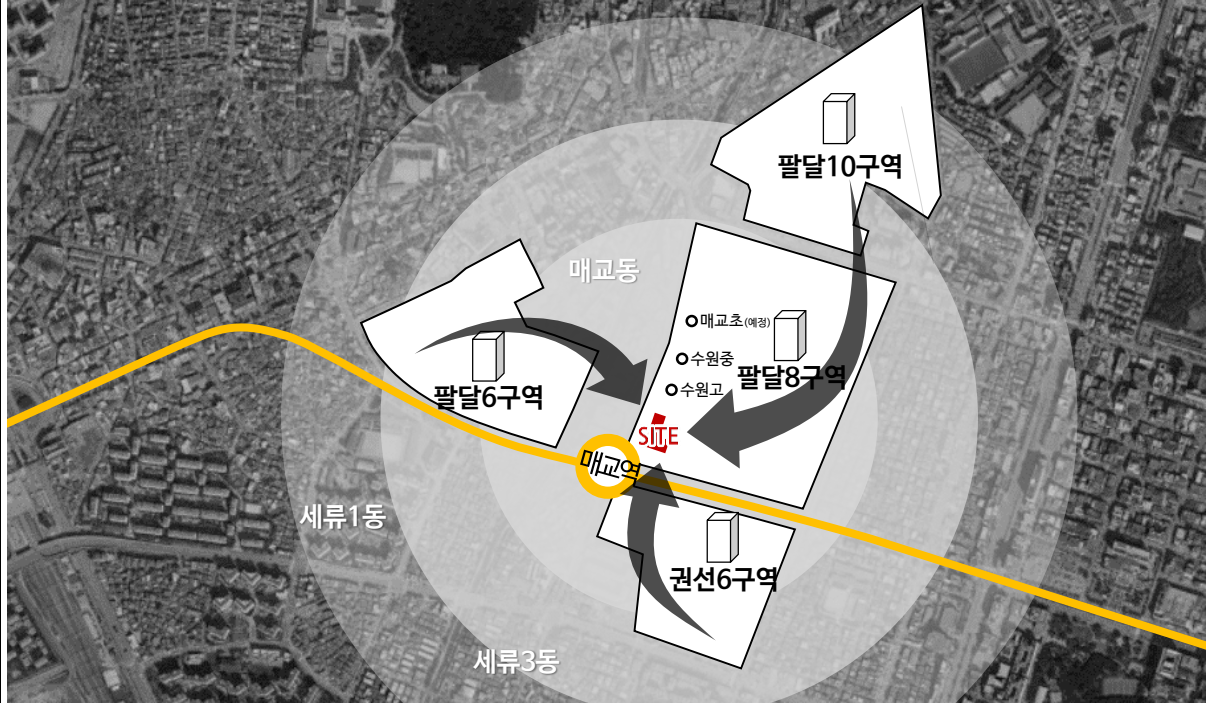 팔달10구역
매교동
매교초(예정)
수원중
팔달8구역
수원고
팔달6구역
SITE
매교역
세류1동
권선6구역
세류3동